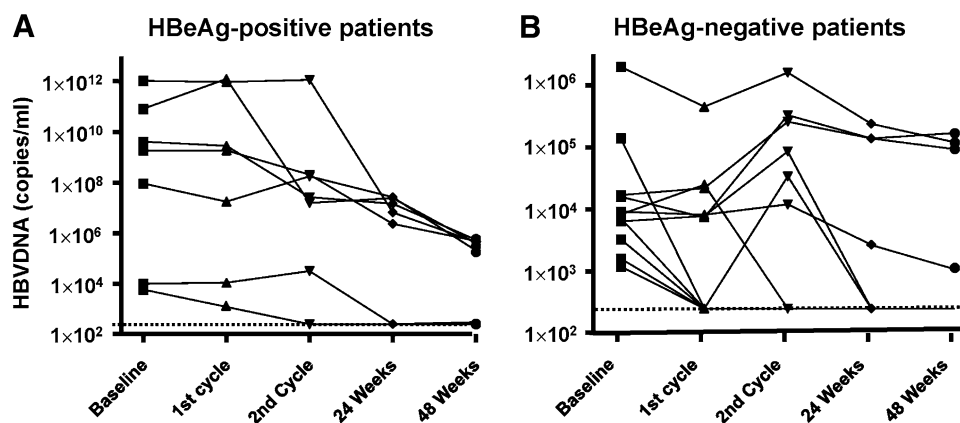 A HBeAg-positive patients
HBVDNA (copies/ml)
1×10¹²
1×10¹⁰
1×10⁸
1×10⁶
1×10⁴
1×10²
Baseline
1st cycle
2nd Cycle
24 Weeks
48 Weeks
B HBeAg-negative patients
1×10⁶
1×10⁵
1×10⁴
1×10³
1×10²
Baseline
1st cycle
2nd Cycle
24 Weeks
48 Weeks